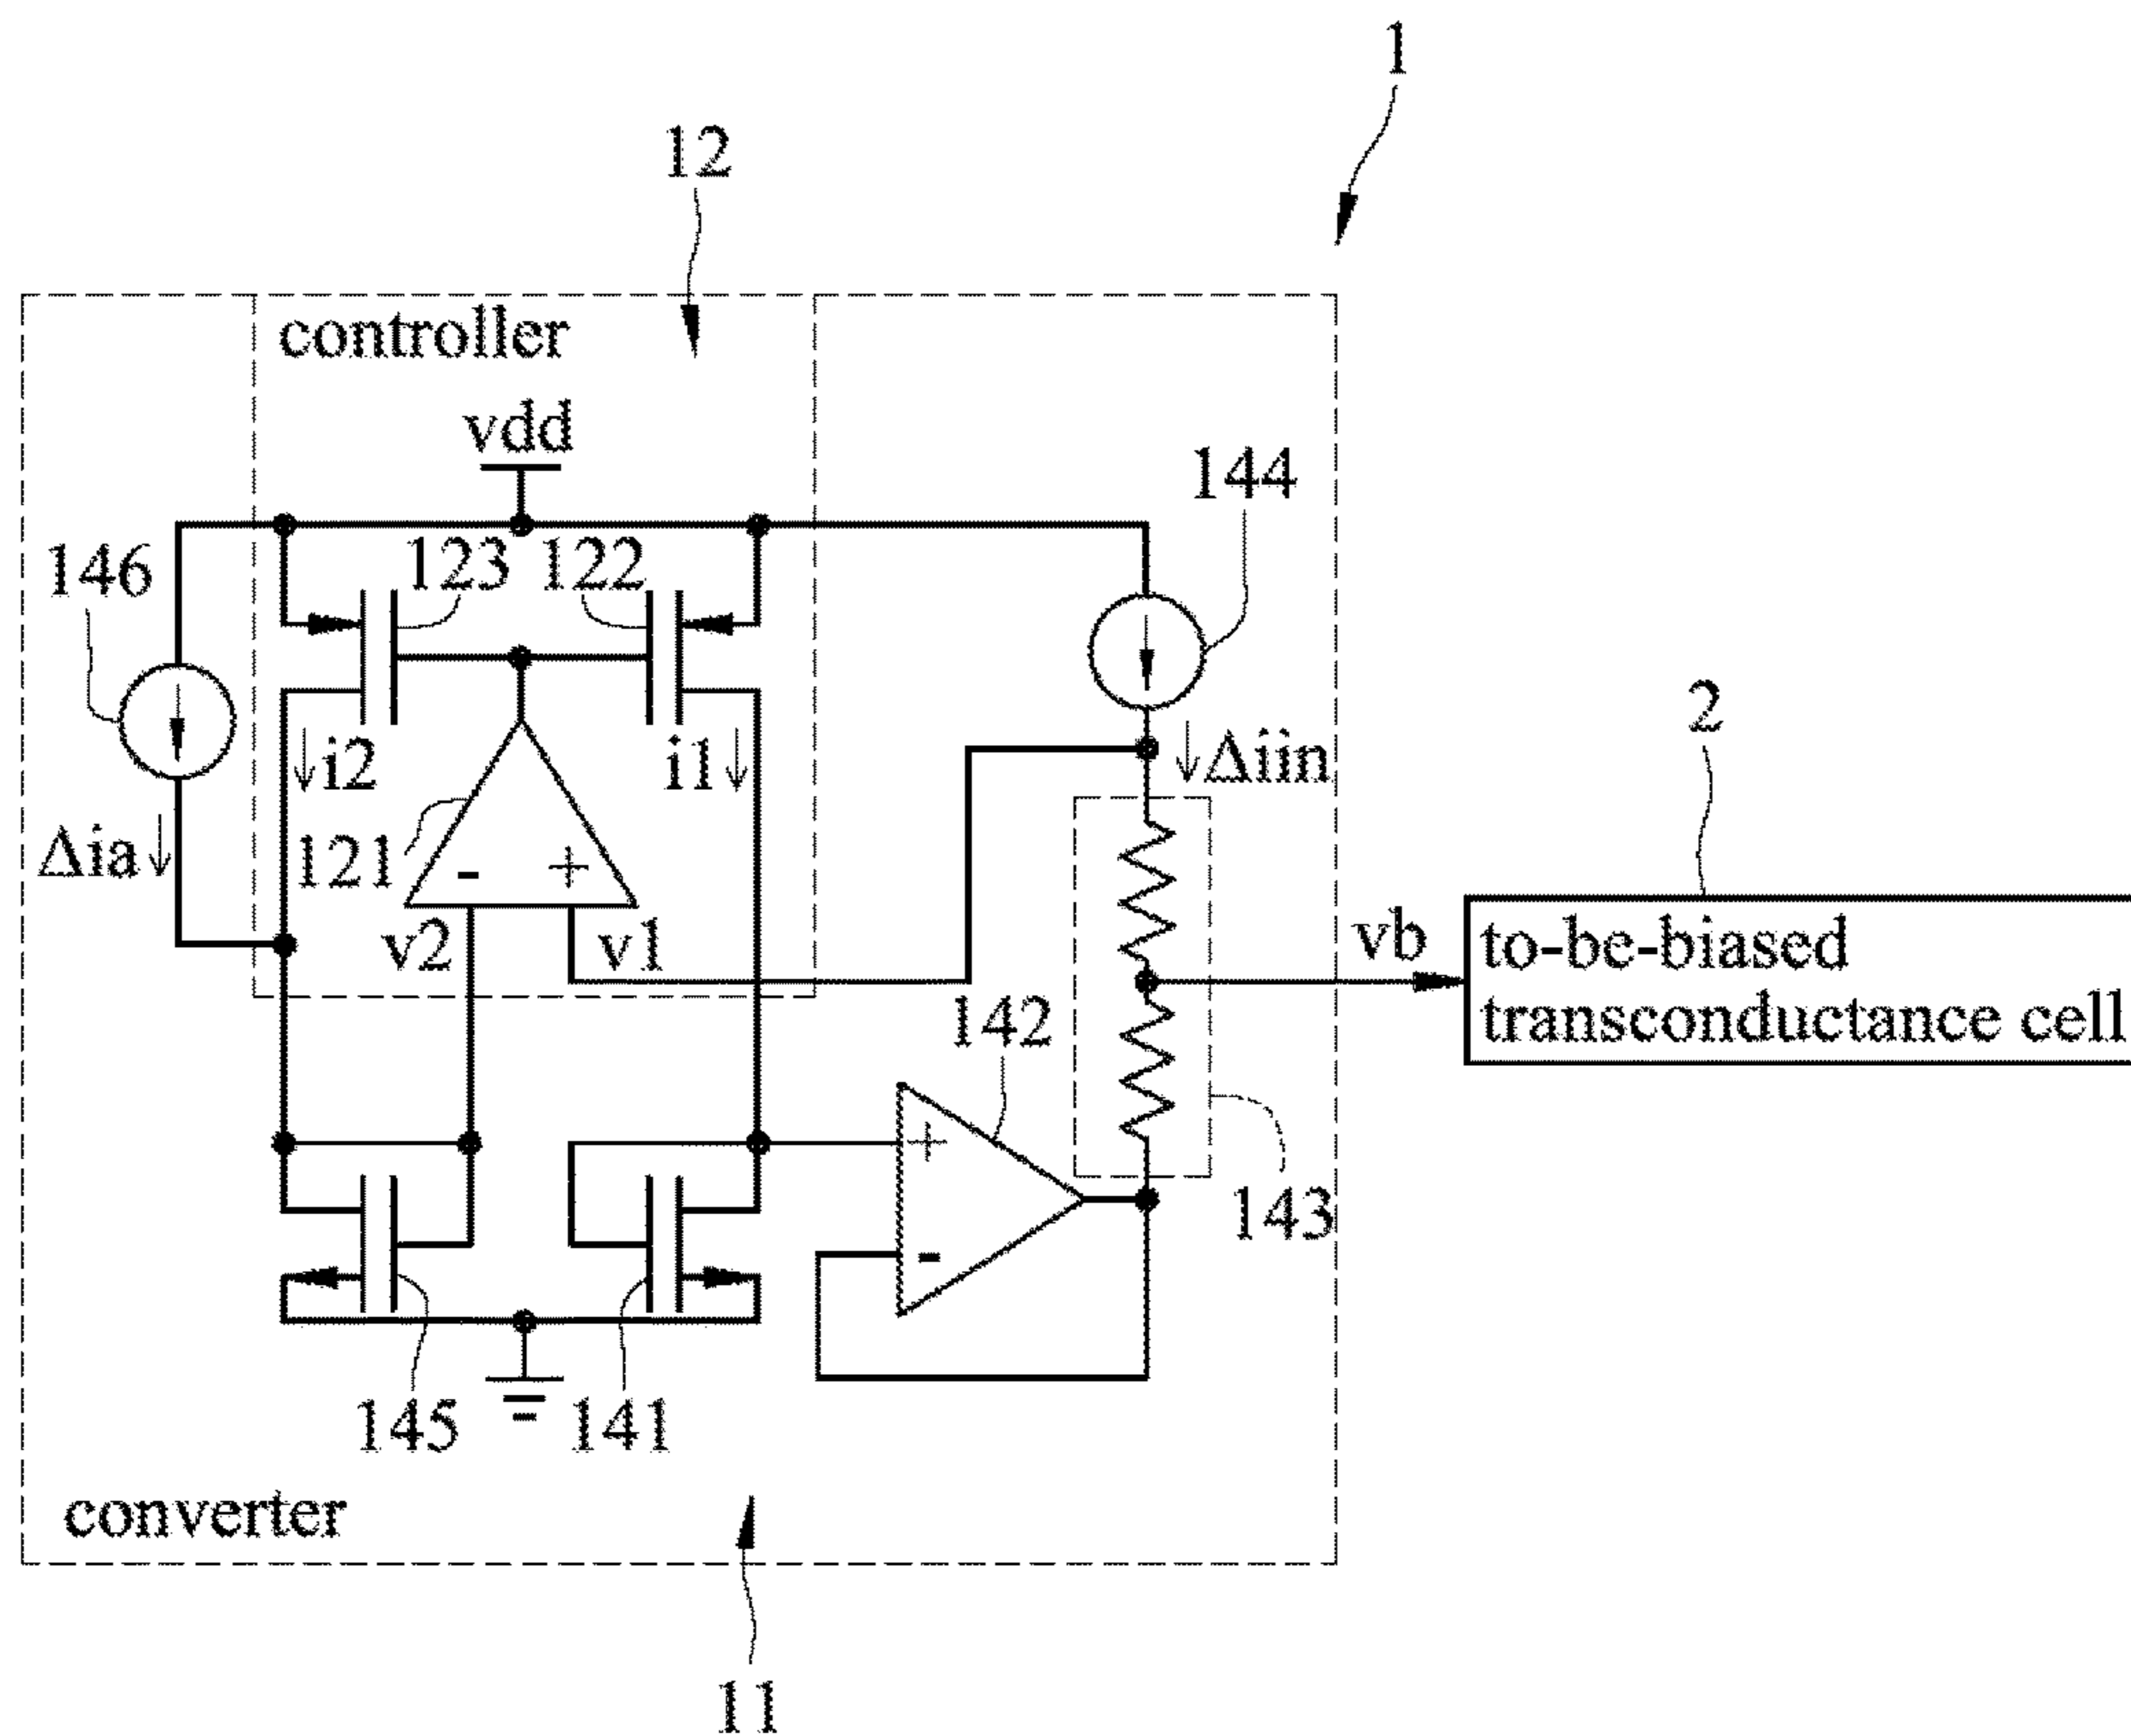 1
12
controller
vdd
144
146
123
122
2
i2
i1
Δiin
Δia
121
-
+
v2
v1
vb
to-be-biased
transconductance cell
142
+
-
143
145
141
converter
11